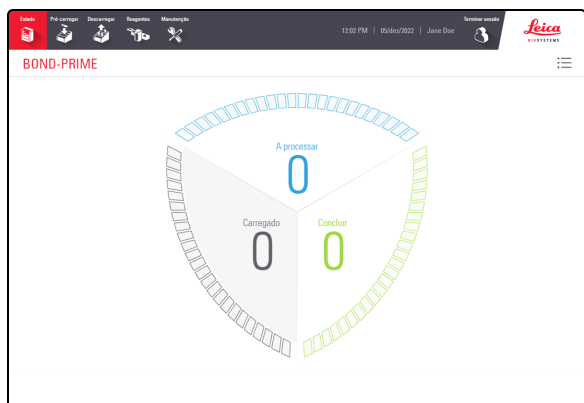 Estado Pré-carregar Descarregar Reagentes Manutenção Terminar sessão
12:02 PM | 05/dez/2022 | Jane Doe
Leica
BIOSYSTEMS
BOND-PRIME
A processar
0
Carregado Concluir
0 0